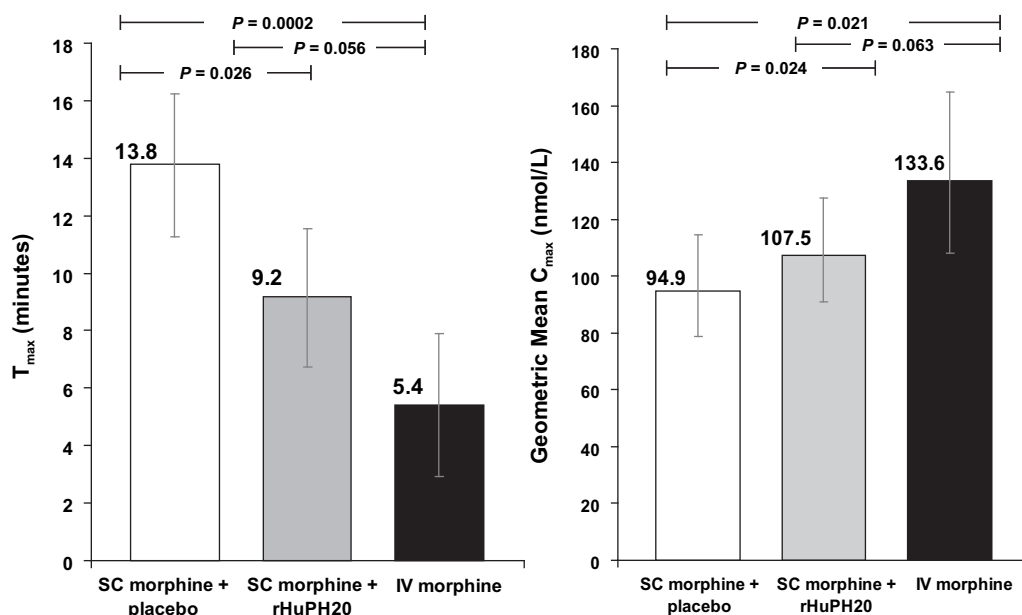 P = 0.0002
P = 0.056
P = 0.026
18
16
14
12
10
8
6
4
2
0
T max (minutes)
13.8
9.2
5.4
SC morphine +
placebo
SC morphine +
rHuPH20
IV morphine
P = 0.021
P = 0.063
P = 0.024
180
160
140
120
100
80
60
40
20
0
Geometric Mean C max (nmol/L)
94.9
107.5
133.6
SC morphine +
placebo
SC morphine +
rHuPH20
IV morphine